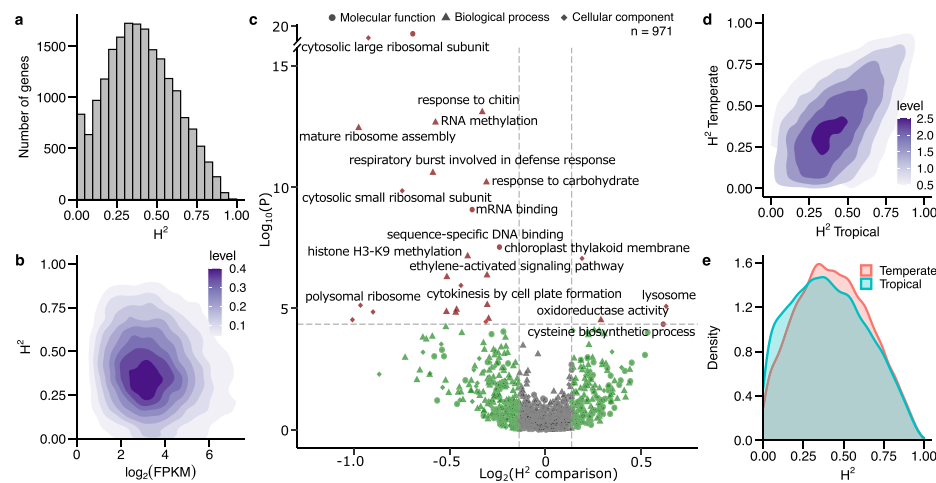 a
Number of genes
1500
1000
500
0
0.00 0.25 0.50 0.75 1.00
H²
b
level
0.4
0.3
0.2
0.1
H²
1.00
0.75
0.50
0.25
0.00
0 2 4 6
log₂(FPKM)
c
Molecular function Biological process Cellular component
n = 971
Log₁₀(P)
20
15
10
5
0
cytosolic large ribosomal subunit
response to chitin
RNA methylation
mature ribosome assembly
respiratory burst involved in defense response
response to carbohydrate
cytosolic small ribosomal subunit
mRNA binding
sequence-specific DNA binding
chloroplast thylakoid membrane
histone H3-K9 methylation
ethylene-activated signaling pathway
polysomal ribosome
cytokinesis by cell plate formation
lysosome
oxidoreductase activity
cysteine biosynthetic process
-1.0 -0.5 0 0.5
Log₂(H² comparison)
d
H² Temperate
1.00
0.75
0.50
0.25
0.00
level
2.5
2.0
1.5
1.0
0.5
0.00 0.25 0.50 0.75 1.00
H² Tropical
e
Temperate
Tropical
Density
1.6
1.2
0.8
0.4
0.0
0.00 0.25 0.50 0.75 1.00
H²